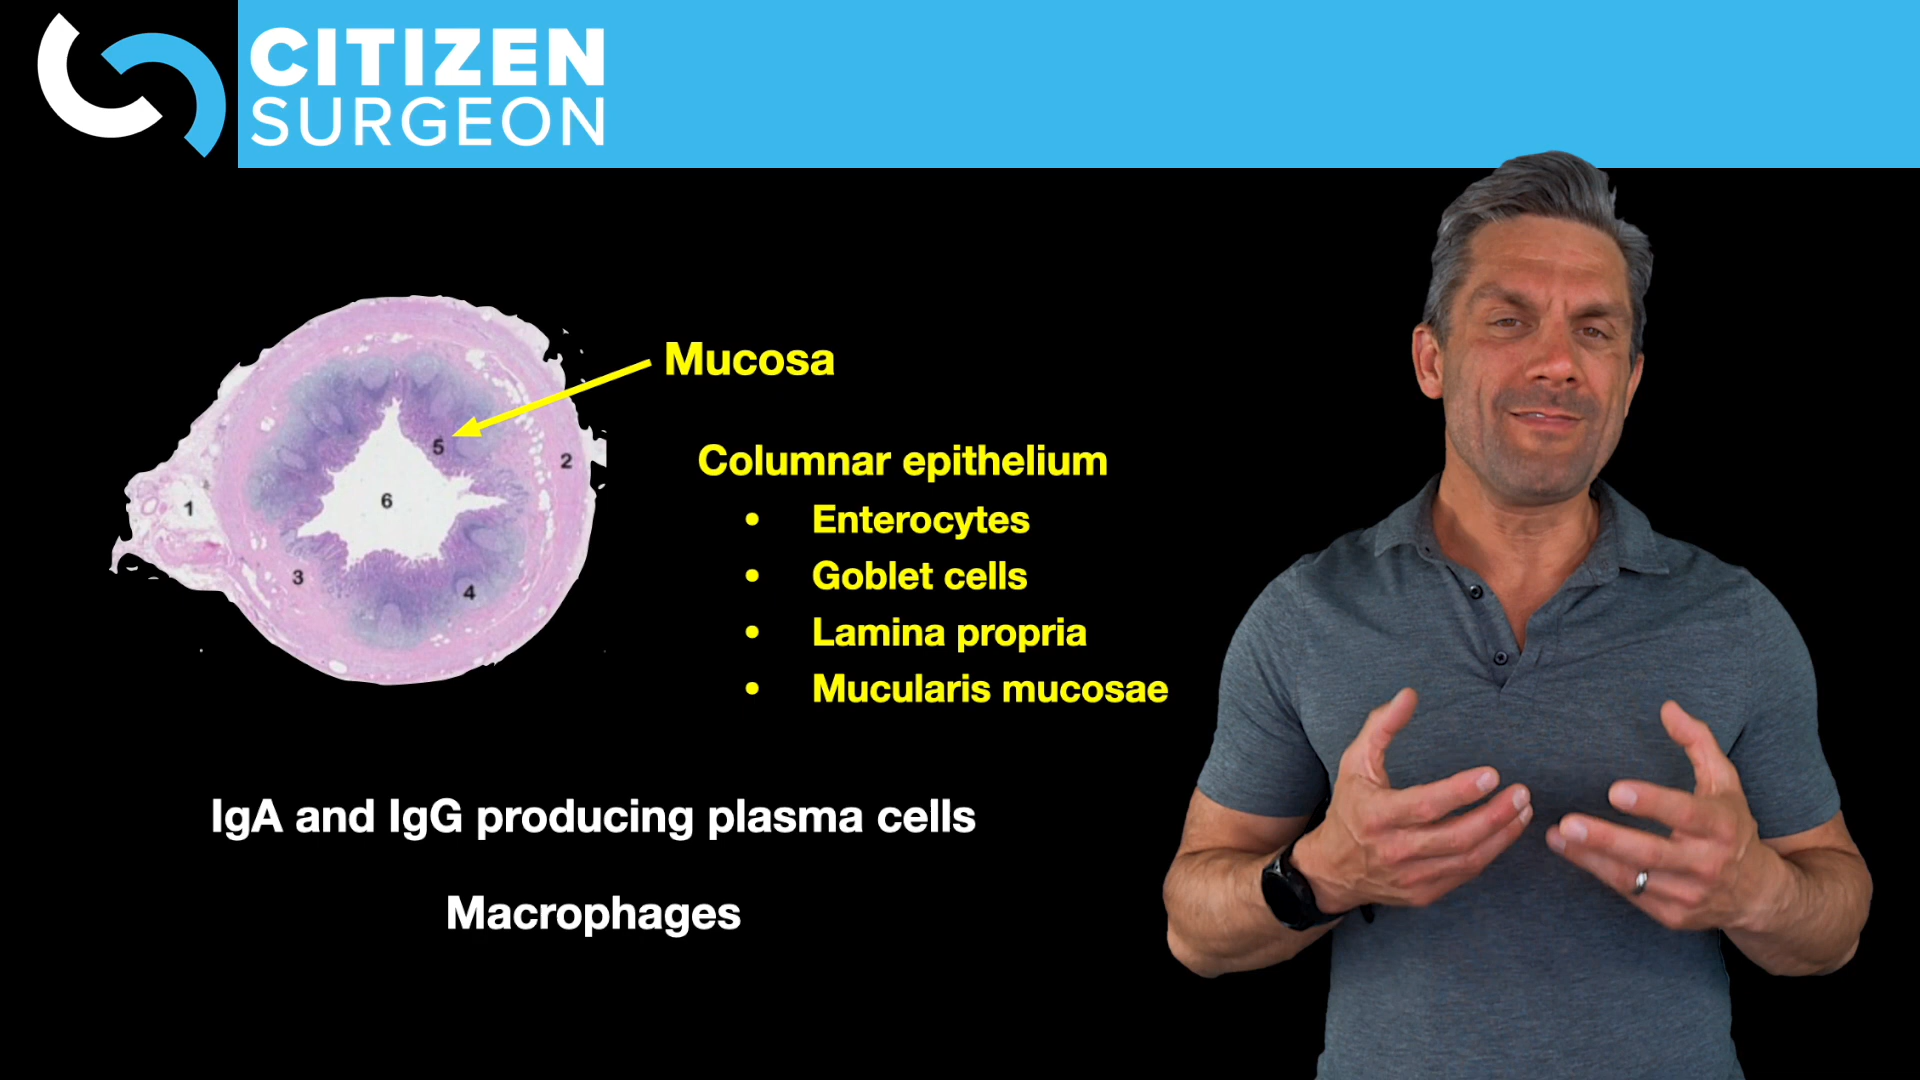 CITIZEN
SURGEON
Mucosa
5
2
Columnar epithelium
6
1
• Enterocytes
• Goblet cells
3
4
• Lamina propria
• Mucularis mucosae
IgA and IgG producing plasma cells
Macrophages